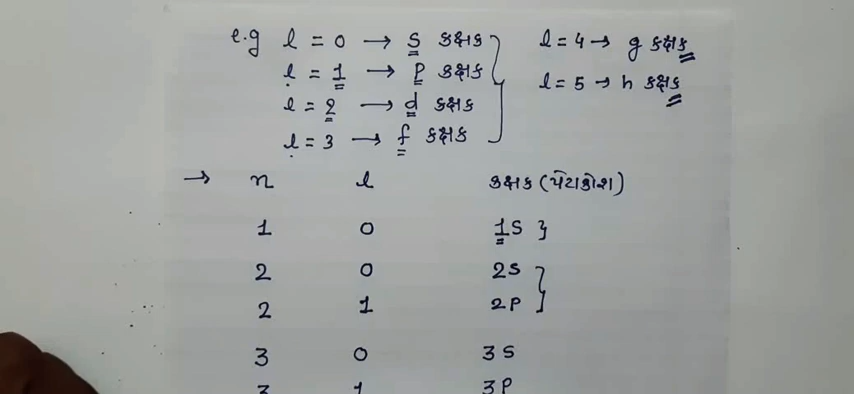 e.g l = 0 → s કક્ષક
l = 1 → p કક્ષક
l = 2 → d કક્ષક
l = 3 → f કક્ષક
l = 4 → g કક્ષક
l = 5 → h કક્ષક
→ n l કક્ષક (પેટાકોશ)
1 0 1s }
2 0 2s
2 1 2p
3 0 3s
3 1 3p